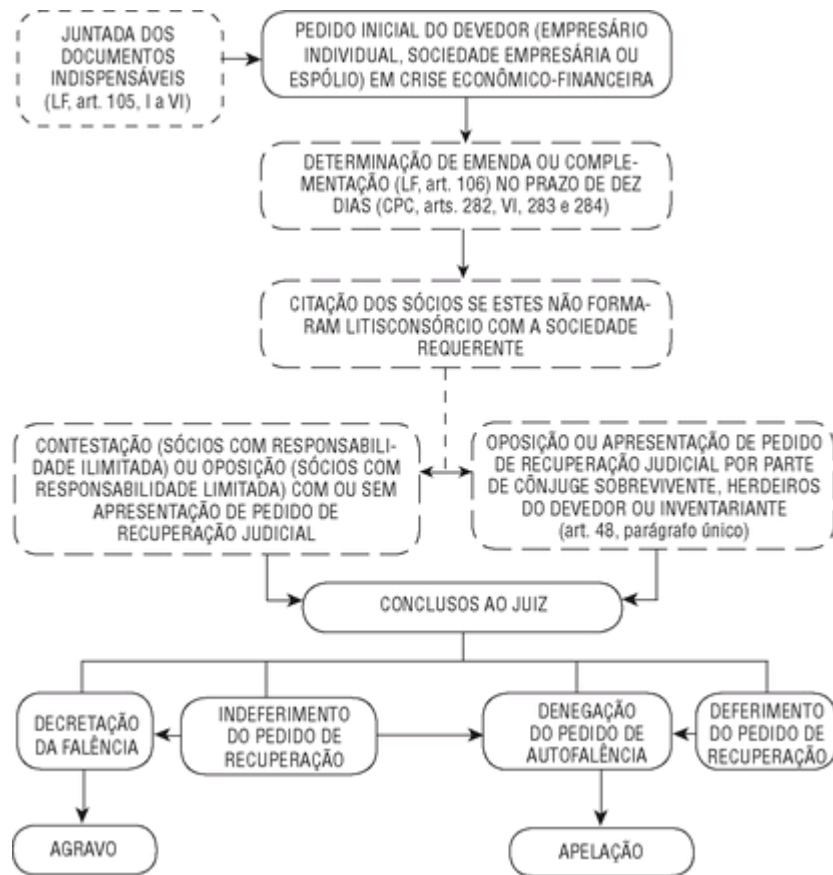 JUNTADA DOS
DOCUMENTOS
INDISPENSÁVEIS
(LF, art. 105, I a VI)
PEDIDO INICIAL DO DEVEDOR (EMPRESÁRIO
INDIVIDUAL, SOCIEDADE EMPRESÁRIA OU
ESPÓLIO) EM CRISE ECONÔMICO-FINANCEIRA
DETERMINAÇÃO DE EMENDA OU COMPLE-
MENTAÇÃO (LF, art. 106) NO PRAZO DE DEZ
DIAS (CPC, arts. 282, VI, 283 e 284)
CITAÇÃO DOS SÓCIOS SE ESTES NÃO FORMA-
RAM LITISCONSÓRCIO COM A SOCIEDADE
REQUERENTE
CONTESTAÇÃO (SÓCIOS COM RESPONSABILI-
DADE ILIMITADA) OU OPOSIÇÃO (SÓCIOS COM
RESPONSABILIDADE LIMITADA) COM OU SEM
APRESENTAÇÃO DE PEDIDO DE
RECUPERAÇÃO JUDICIAL
OPOSIÇÃO OU APRESENTAÇÃO DE PEDIDO
DE RECUPERAÇÃO JUDICIAL POR PARTE
DE CÔNJUGE SOBREVIVENTE, HERDEIROS
DO DEVEDOR OU INVENTARIANTE
(art. 48, parágrafo único)
CONCLUSOS AO JUIZ
DECRETAÇÃO
DA FALÊNCIA
INDEFERIMENTO
DO PEDIDO DE
RECUPERAÇÃO
DENEGAÇÃO
DO PEDIDO DE
AUTOFALÊNCIA
DEFERIMENTO
DO PEDIDO DE
RECUPERAÇÃO
AGRAVO
APELAÇÃO